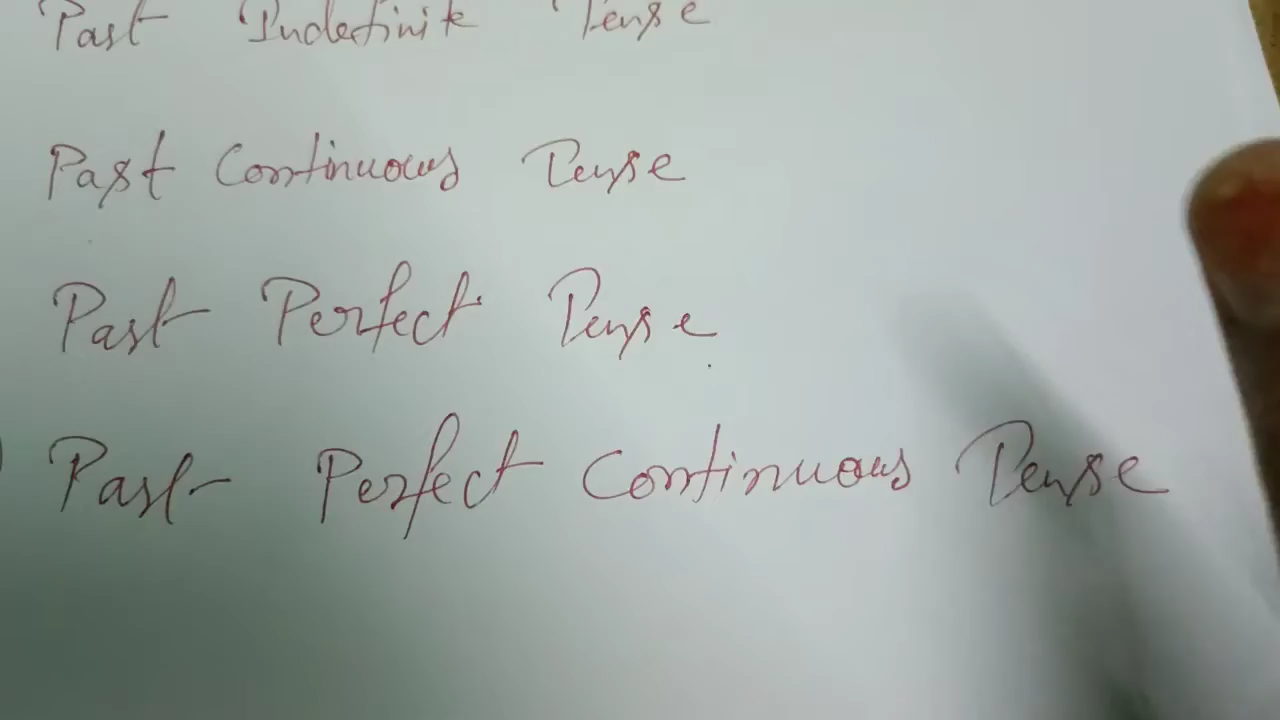 Past Indefinite Tense
Past Continuous Tense
Past Perfect Tense
Past Perfect Continuous Tense